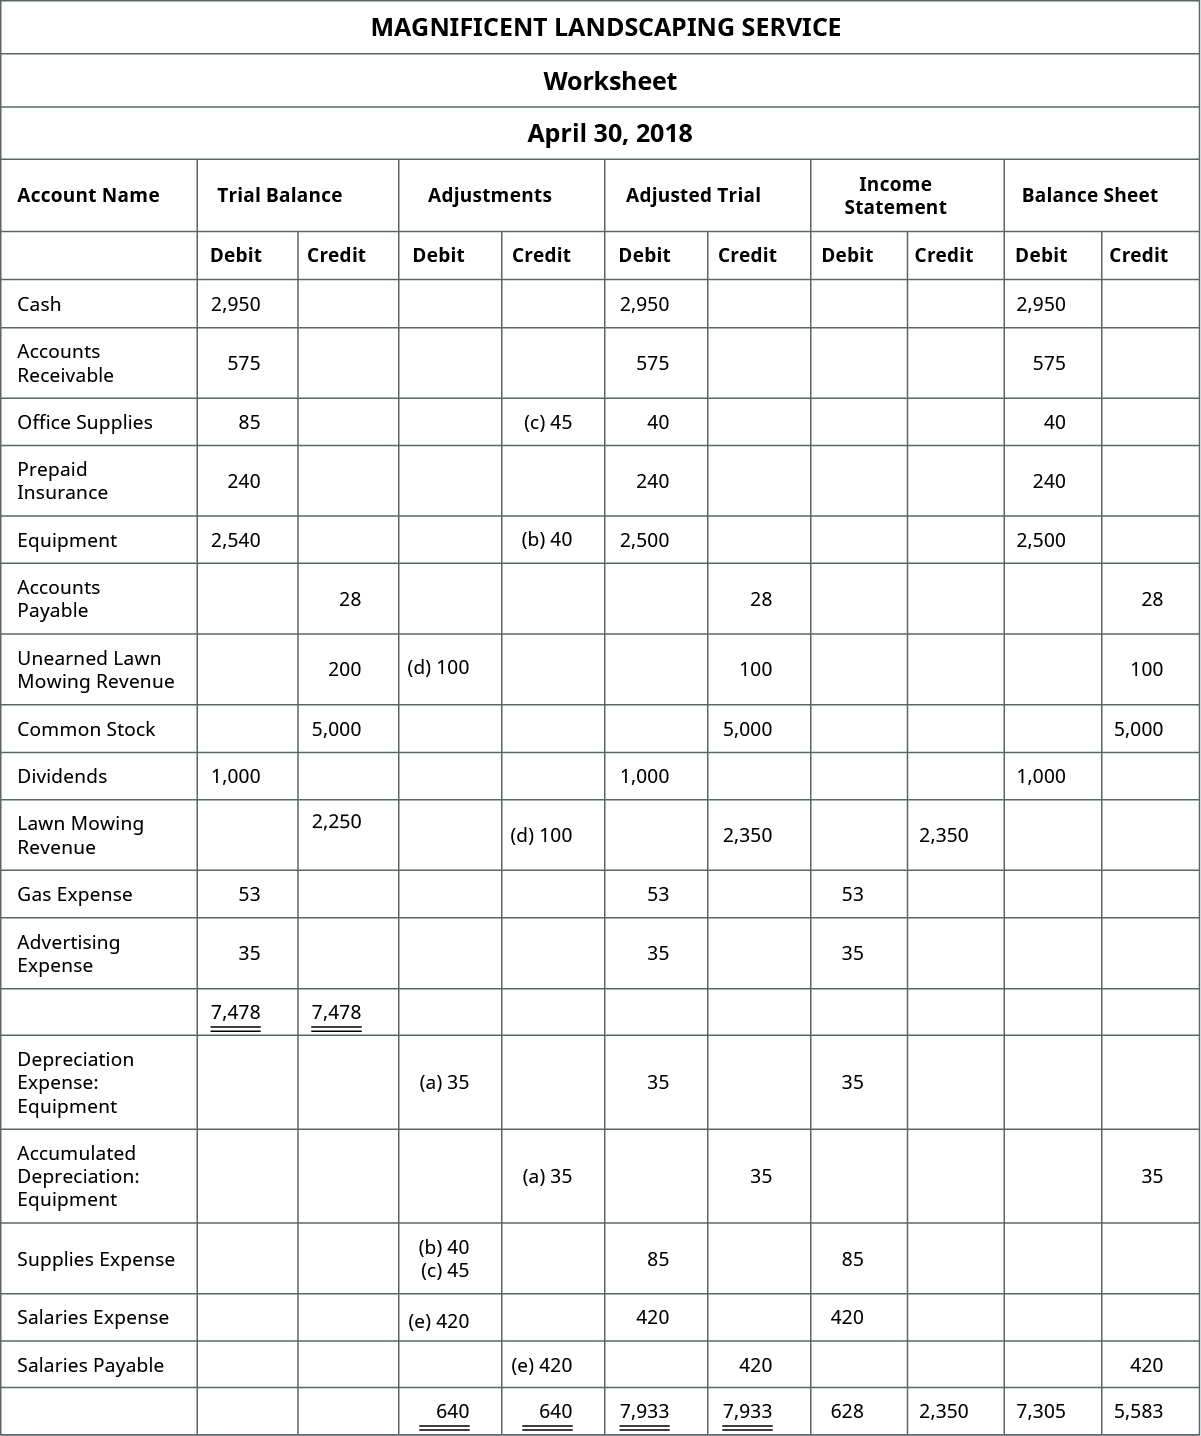 MAGNIFICENT LANDSCAPING SERVICE
Worksheet
April 30, 2018
Account Name Trial Balance Adjustments Adjusted Trial Income
Statement Balance Sheet
Debit Credit Debit Credit Debit Credit Debit Credit Debit Credit
Cash 2,950 2,950 2,950
Accounts
Receivable 575 575 575
Office Supplies 85 (c) 45 40 40
Prepaid
Insurance 240 240 240
Equipment 2,540 (b) 40 2,500 2,500
Accounts
Payable 28 28 28
Unearned Lawn
Mowing Revenue 200 (d) 100 100 100
Common Stock 5,000 5,000 5,000
Dividends 1,000 1,000 1,000
Lawn Mowing
Revenue 2,250 (d) 100 2,350 2,350
Gas Expense 53 53 53
Advertising
Expense 35 35 35
7,478 7,478
Depreciation
Expense:
Equipment (a) 35 35 35
Accumulated
Depreciation:
Equipment (a) 35 35 35
Supplies Expense (b) 40
(c) 45 85 85
Salaries Expense (e) 420 420 420
Salaries Payable (e) 420 420 420
640 640 7,933 7,933 628 2,350 7,305 5,583